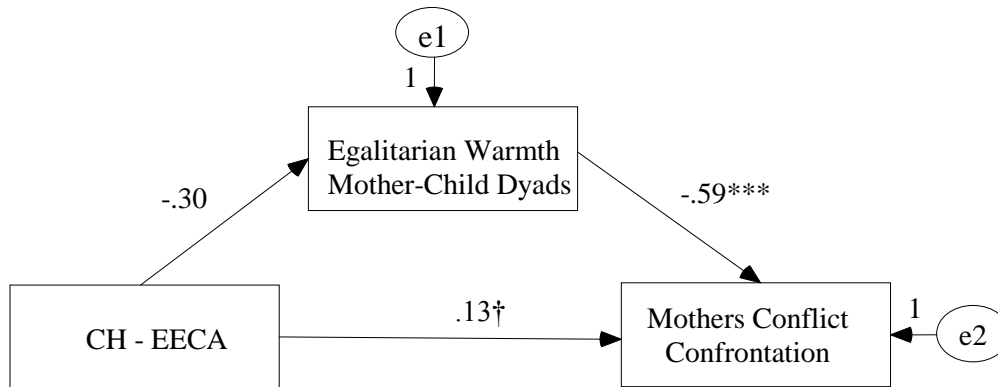 e1
1
Egalitarian Warmth
Mother-Child Dyads
-.30
-.59***
CH - EECA
.13†
Mothers Conflict
Confrontation
1
e2